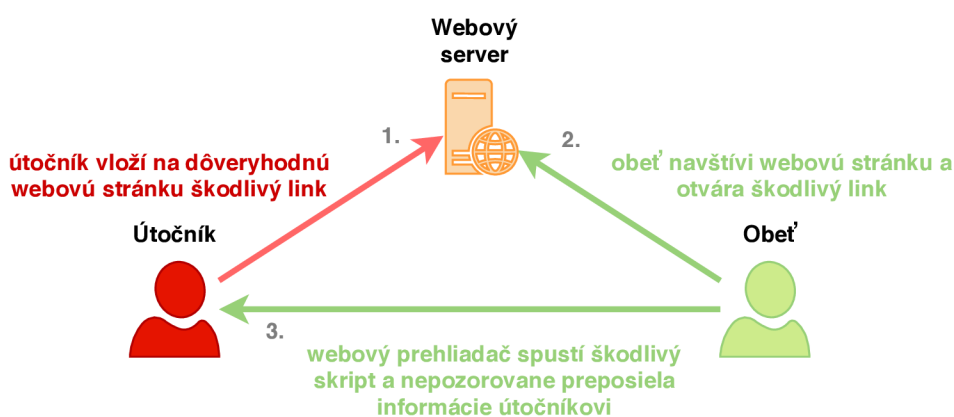 Webový
server
1.
2.
útočník vloží na dôveryhodnú
webovú stránku škodlivý link
obeť navštívi webovú stránku a
otvára škodlivý link
Útočník
Obeť
3.
webový prehliadač spustí škodlivý
skript a nepozorovane preposiela
informácie útočníkovi